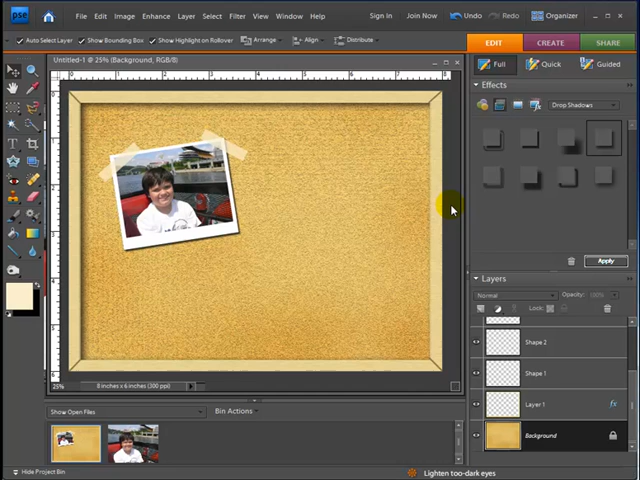 pse File Edit Image Enhance Layer Select Filter View Window Help Sign In Join Now Undo Redo Organizer
Auto Select Layer Show Bounding Box Show Highlight on Rollover Arrange Align Distribute EDIT CREATE SHARE
Untitled-1 @ 25% (Background, RGB/8)
Full Quick Guided
Effects
Drop Shadows
Apply
Layers
Normal Opacity: 100%
Lock:
Shape 2
Shape 1
Layer 1 fx
Background
25% 8 inches x 6 inches (300 ppi)
Show Open Files Bin Actions
Hide Project Bin Lighten too-dark eyes